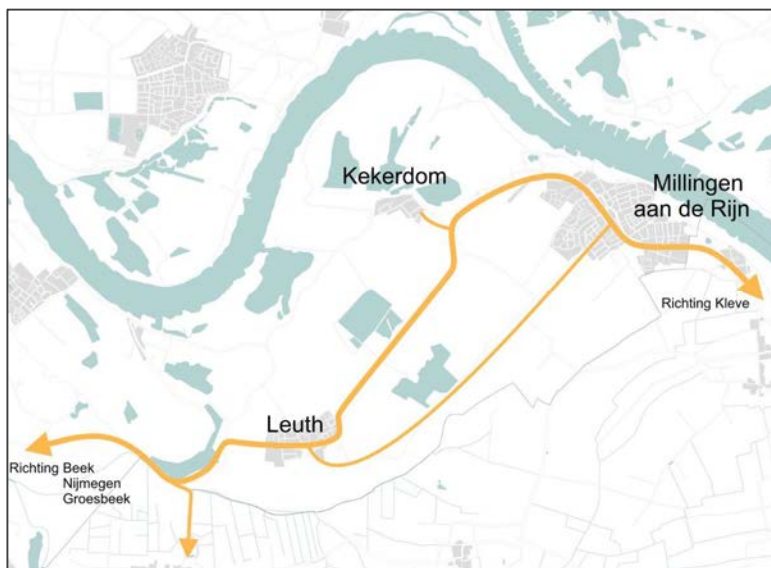 Kekerdom
Millingen
aan de Rijn
Richting Kleve
Leuth
Richting Beek
Nijmegen
Groesbeek